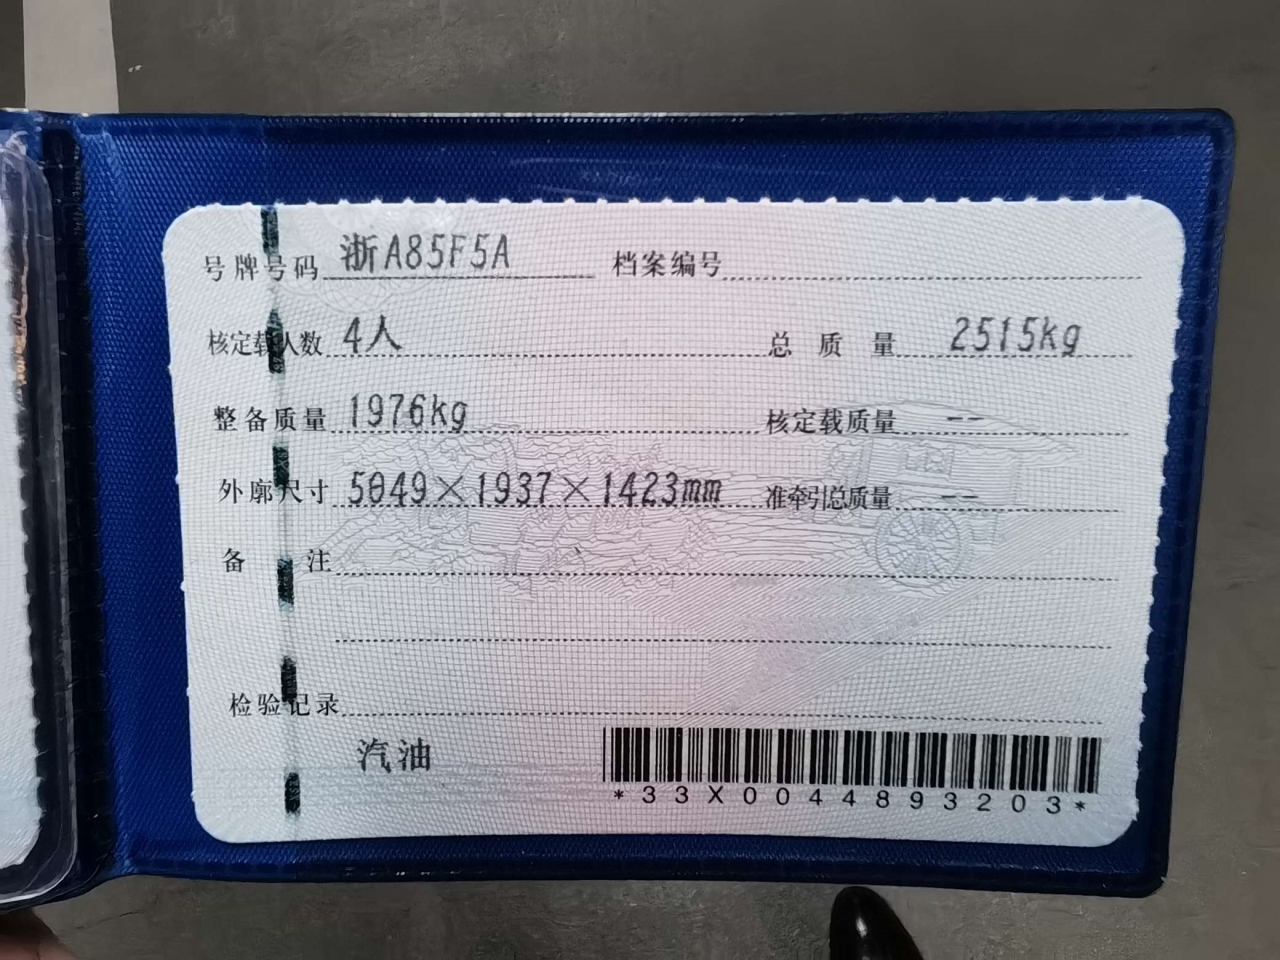 号牌号码 浙A85F5A 档案编号
核定载人数 4人 总质量 2515kg
整备质量 1976kg 核定载质量 --
外廓尺寸 5049×1937×1423mm 准牵引总质量 --
备注
检验记录
汽油
*33X0044893203*